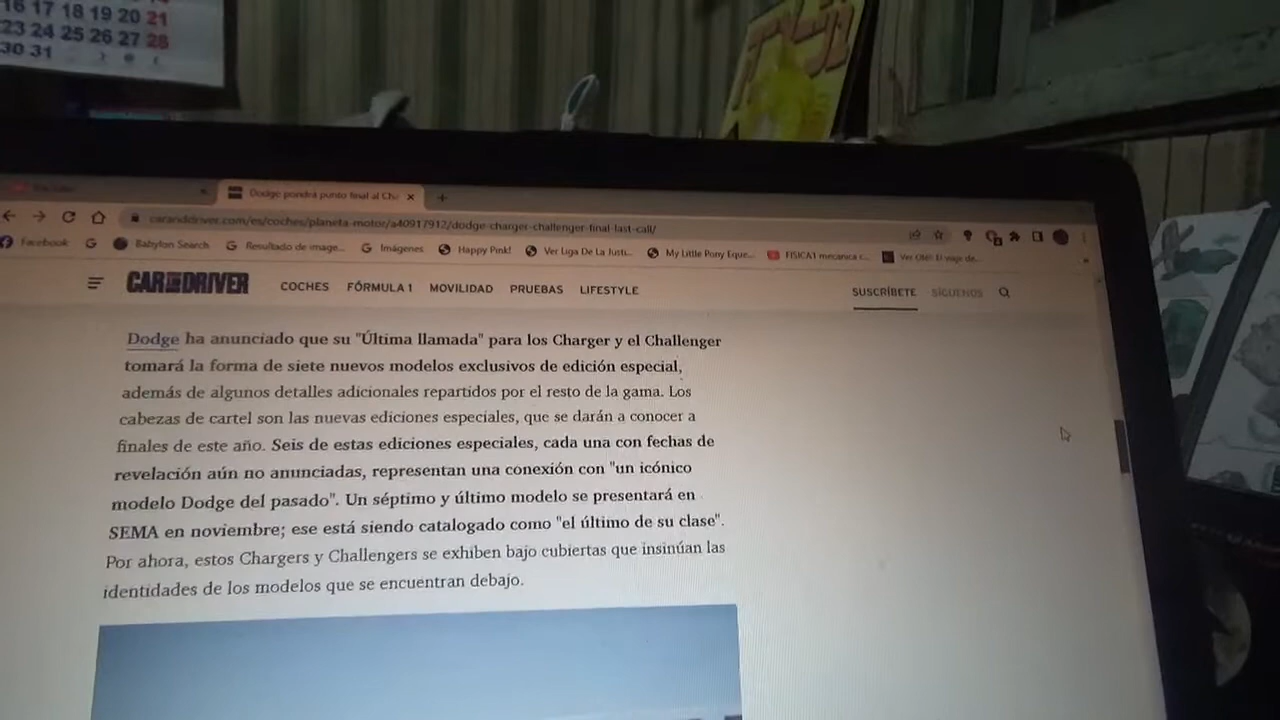 16 17 18 19 20 21
23 24 25 26 27 28
30 31
Dodge pondrá punto final al Cha
caranddriver.com/es/coches/planeta-motor/a40917912/dodge-charger-challenger-final-last-call/
Facebook
Babylon Search
Resultado de image...
Imágenes
Happy Pink!
Ver Liga De La Justi...
My Little Pony Eque...
FISICA1 mecanica c...
CAR AND DRIVER
COCHES
FÓRMULA 1
MOVILIDAD
PRUEBAS
LIFESTYLE
SUSCRÍBETE
SÍGUENOS
Dodge ha anunciado que su "Última llamada" para los Charger y el Challenger
tomará la forma de siete nuevos modelos exclusivos de edición especial,
además de algunos detalles adicionales repartidos por el resto de la gama. Los
cabezas de cartel son las nuevas ediciones especiales, que se darán a conocer a
finales de este año. Seis de estas ediciones especiales, cada una con fechas de
revelación aún no anunciadas, representan una conexión con "un icónico
modelo Dodge del pasado". Un séptimo y último modelo se presentará en
SEMA en noviembre; ese está siendo catalogado como "el último de su clase".
Por ahora, estos Chargers y Challengers se exhiben bajo cubiertas que insinúan las
identidades de los modelos que se encuentran debajo.